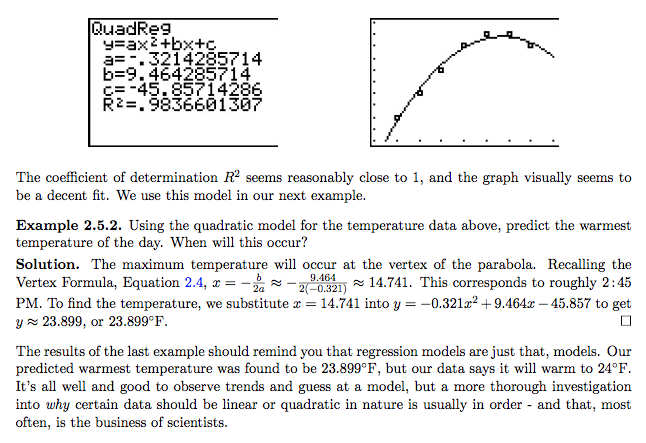 QuadReg
y=ax²+bx+c
a=-.3214285714
b=9.464285714
c=-45.85714286
R²=.9836601307
The coefficient of determination R² seems reasonably close to 1, and the graph visually seems to
be a decent fit. We use this model in our next example.
Example 2.5.2. Using the quadratic model for the temperature data above, predict the warmest
temperature of the day. When will this occur?
Solution. The maximum temperature will occur at the vertex of the parabola. Recalling the
Vertex Formula, Equation 2.4, x = −b/2a ≈ −9.464/2(−0.321) ≈ 14.741. This corresponds to roughly 2:45
PM. To find the temperature, we substitute x = 14.741 into y = −0.321x² + 9.464x − 45.857 to get
y ≈ 23.899, or 23.899°F. □
The results of the last example should remind you that regression models are just that, models. Our
predicted warmest temperature was found to be 23.899°F, but our data says it will warm to 24°F.
It's all well and good to observe trends and guess at a model, but a more thorough investigation
into why certain data should be linear or quadratic in nature is usually in order - and that, most
often, is the business of scientists.